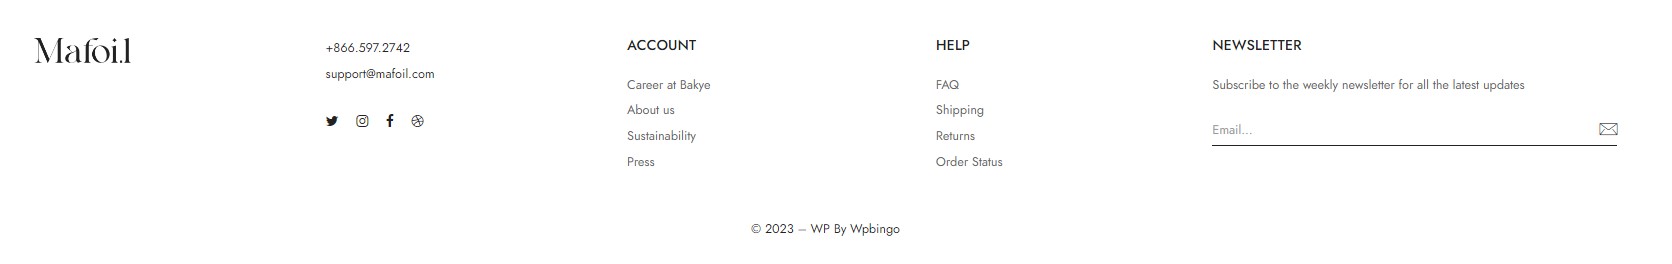 Mafoil
+866.597.2742
support@mafoil.com
ACCOUNT
Career at Bakye
About us
Sustainability
Press
HELP
FAQ
Shipping
Returns
Order Status
NEWSLETTER
Subscribe to the weekly newsletter for all the latest updates
Email...
© 2023 – WP By Wpbingo